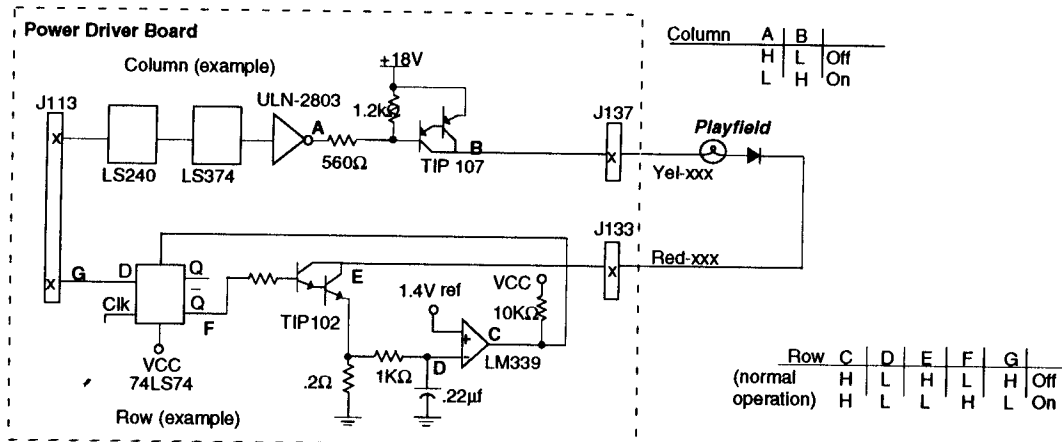 Power Driver Board
Column (example)
+18V
J113
ULN-2803
A
1.2kΩ
560Ω
TIP 107
B
LS240
LS374
X
J137
X
Playfield
Yel-xxx
Column A B
H L Off
L H On
J133
X
Red-xxx
X
G
D
Q
Q̅
Clk
F
VCC
74LS74
TIP102
E
1.4V ref
VCC
10KΩ
C
+
-
LM339
D
1KΩ
.2Ω
.22µf
Row (example)
Row C D E F G
(normal H L H L H Off
operation) H L L H L On